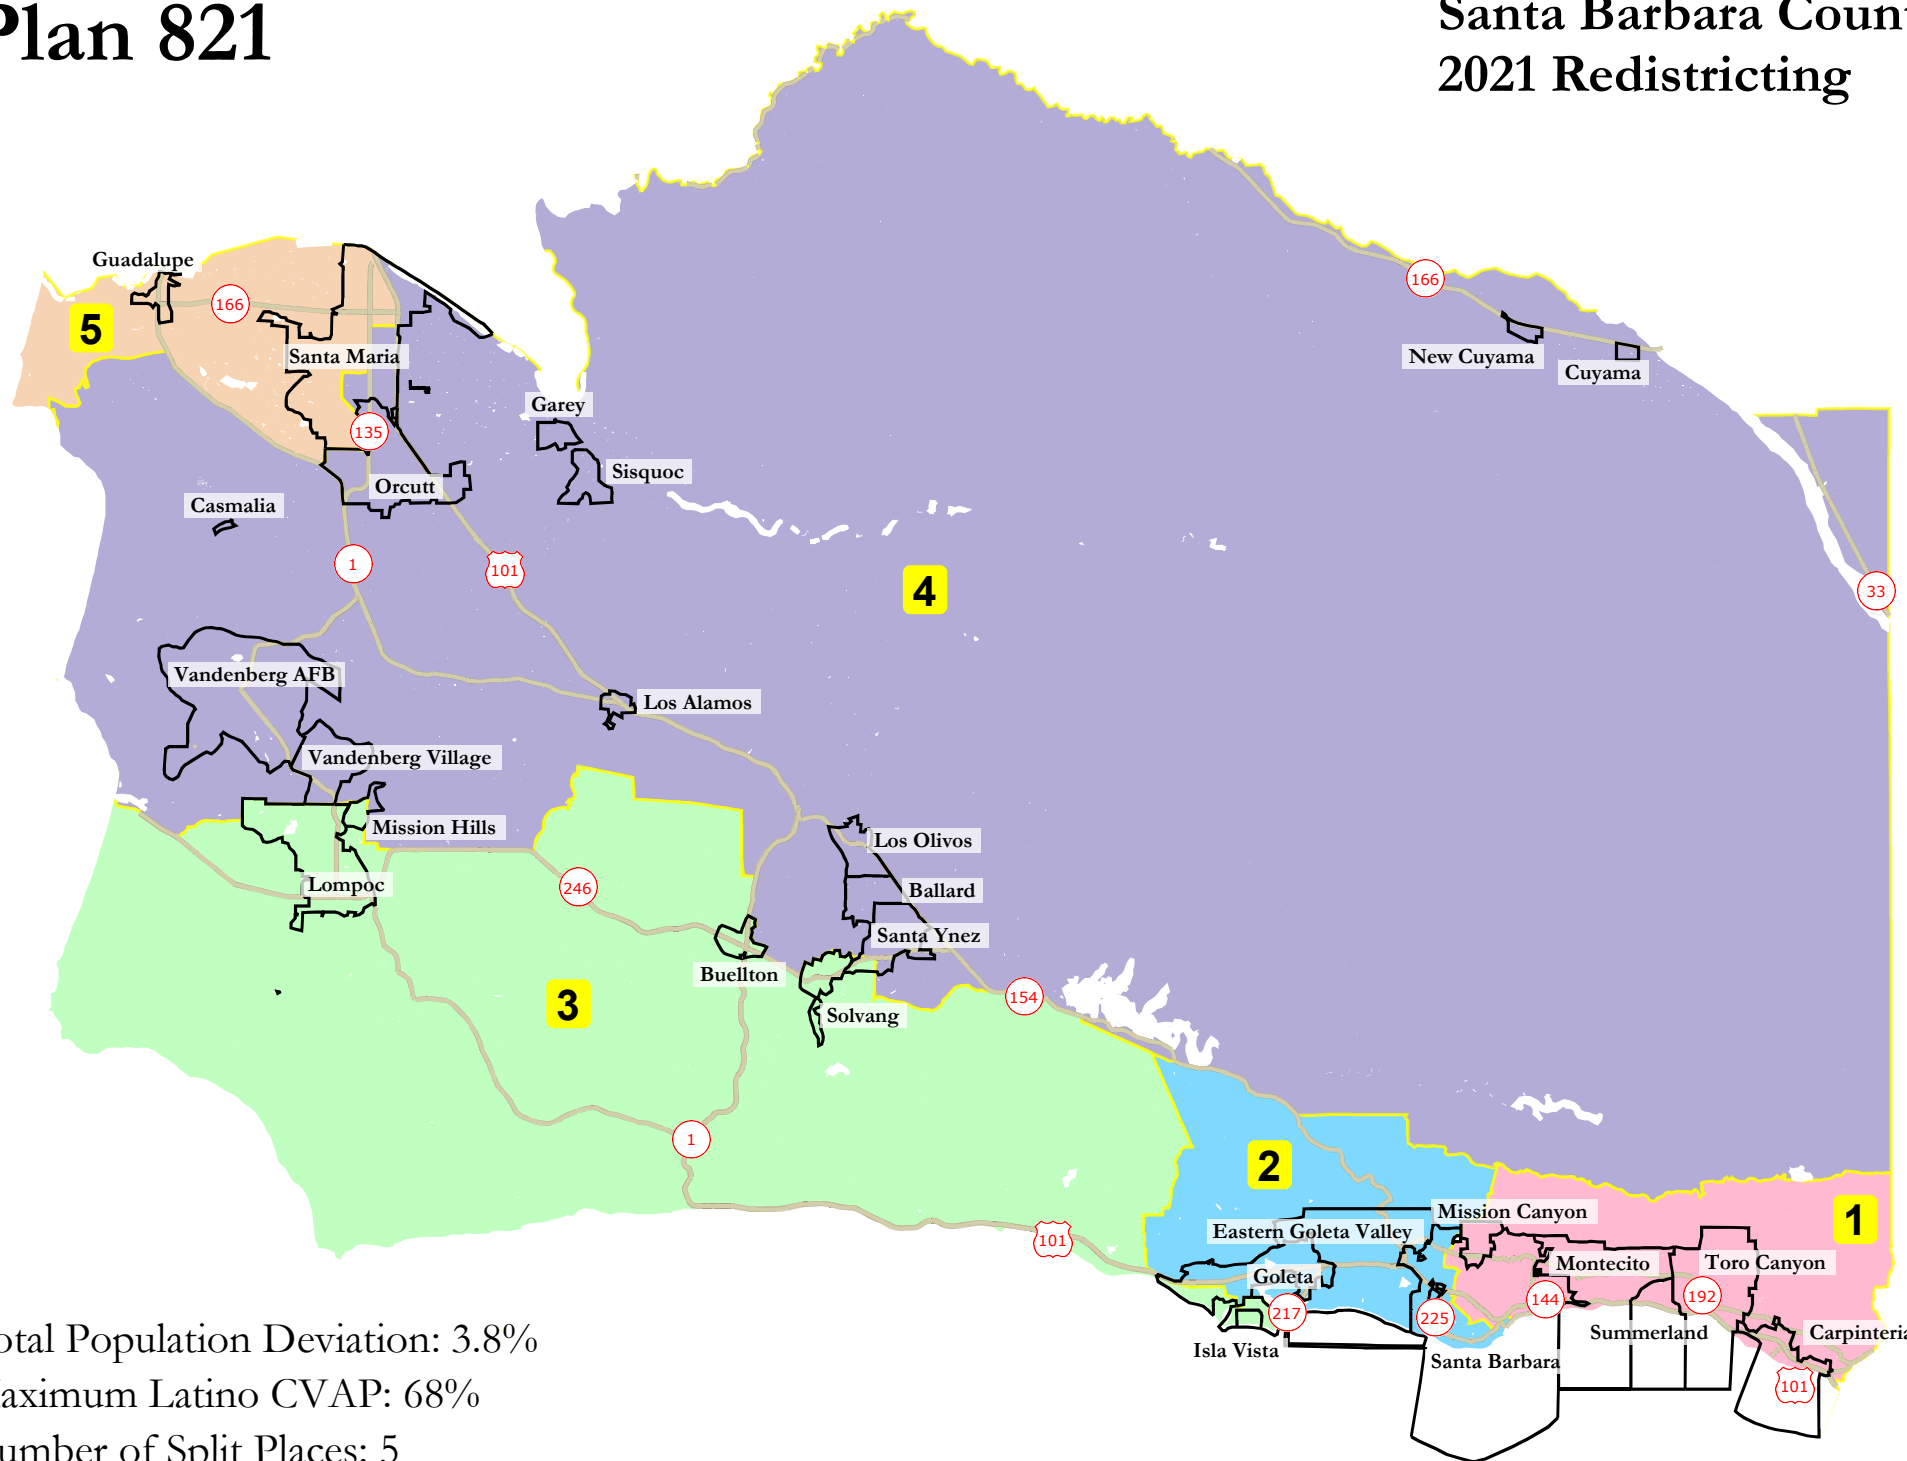 Plan 821
Santa Barbara Coun
2021 Redistricting
Guadalupe
166
5
Santa Maria
135
Orcutt
Garey
Sisquoc
Casmalia
166
New Cuyama
Cuyama
33
1
101
4
Vandenberg AFB
Los Alamos
Vandenberg Village
Mission Hills
Lompoc
246
Los Olivos
Ballard
Santa Ynez
Buellton
Solvang
154
3
1
101
2
1
Mission Canyon
Eastern Goleta Valley
Goleta
Montecito
Toro Canyon
217
225
144
192
Isla Vista
Santa Barbara
Summerland
Carpinteria
101
otal Population Deviation: 3.8%
aximum Latino CVAP: 68%
umber of Split Places: 5